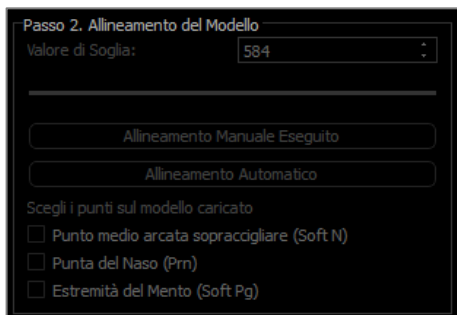 Passo 2. Allineamento del Modello
Valore di Soglia: 584
Allineamento Manuale Eseguito
Allineamento Automatico
Scegli i punti sul modello caricato
Punto medio arcata sopraccigliare (Soft N)
Punta del Naso (Prn)
Estremità del Mento (Soft Pg)